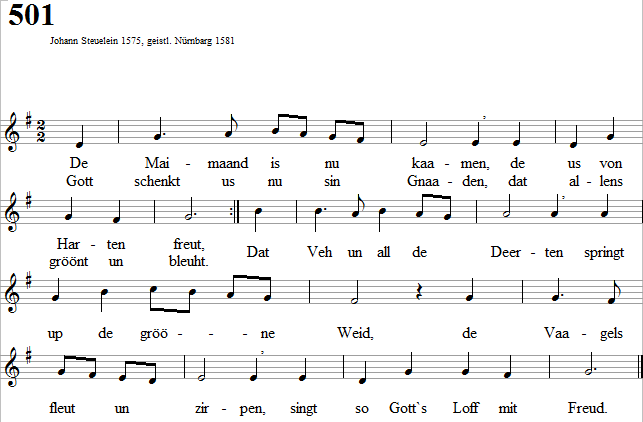 501
Johann Steuelein 1575, geistl. Nürnbarg 1581
De Mai - maand is nu kaa - men, de us von
Gott schenkt us nu sin Gnaa - den, dat al - lens
Har - ten freut, Dat Veh un all de Deer - ten springt
gröönt un bleuht.
up de gröö - - - ne Weid, de Vaa - gels
fleut un zir - pen, singt so Gott`s Loff mit Freud.